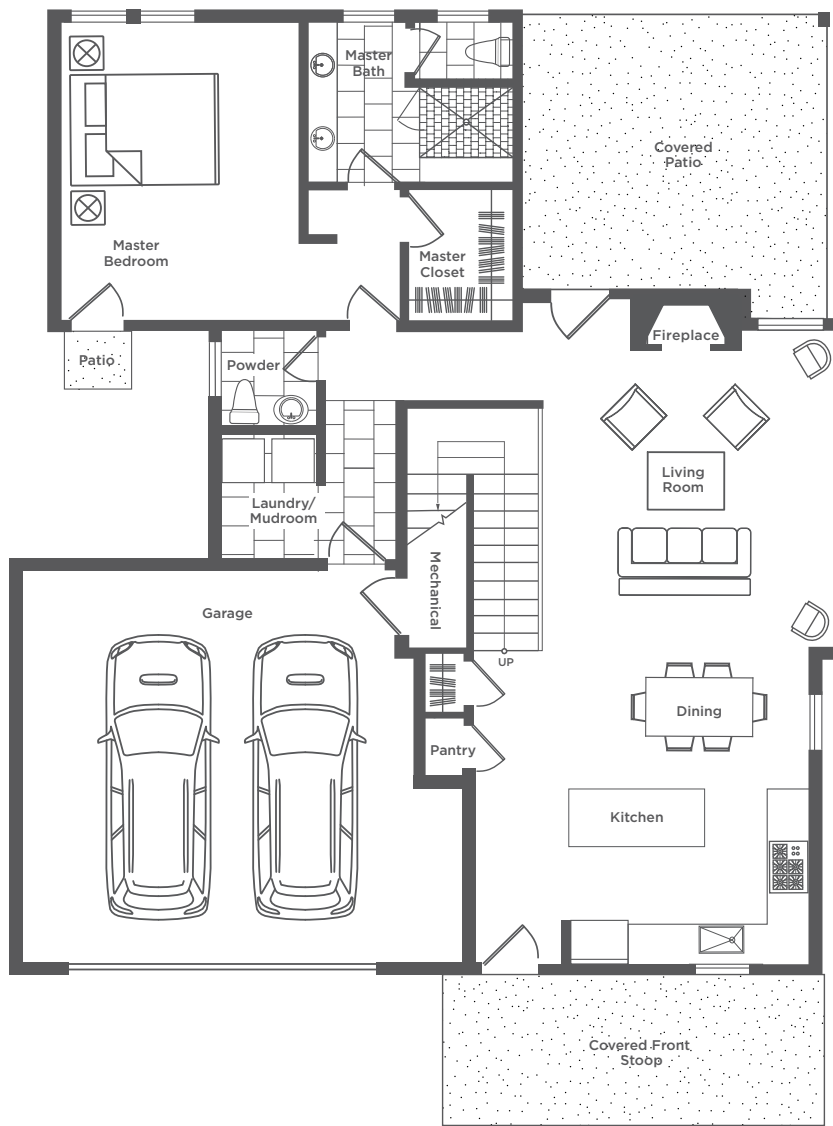 Master
Bath
Covered
Patio
Master
Bedroom
Master
Closet
Fireplace
Patio
Powder
Living
Room
Laundry/
Mudroom
Mechanical
Garage
UP
Dining
Pantry
Kitchen
Covered Front
Stoop